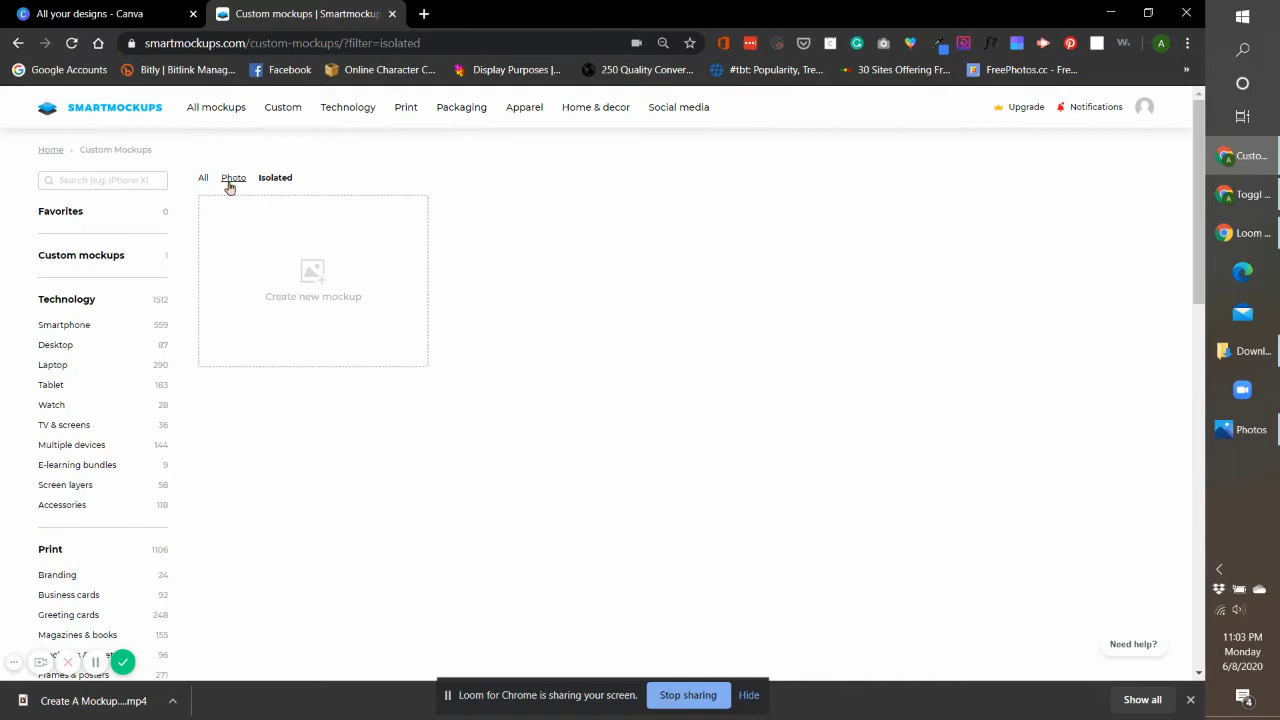 All your designs - Canva
Custom mockups | Smartmockup
smartmockups.com/custom-mockups/?filter=isolated
A
Google Accounts
Bitly | Bitlink Manag...
Facebook
Online Character C...
Display Purposes |...
250 Quality Conver...
#tbt: Popularity, Tre...
30 Sites Offering Fr...
FreePhotos.cc - Fre...
»
SMARTMOCKUPS
All mockups
Custom
Technology
Print
Packaging
Apparel
Home & decor
Social media
Upgrade
Notifications
Home
Custom Mockups
Search (e.g. iPhone X)
All
Photo
Isolated
Favorites 0
Custom mockups 1
Create new mockup
Technology 1512
Smartphone 559
Desktop 87
Laptop 290
Tablet 183
Watch 28
TV & screens 36
Multiple devices 144
E-learning bundles 9
Screen layers 58
Accessories 118
Print 1106
Branding 24
Business cards 92
Greeting cards 248
Magazines & books 155
96
Frames & posters 271
Need help?
Loom for Chrome is sharing your screen.
Stop sharing
Hide
Create A Mockup....mp4
Show all
Custo...
Toggl ...
Loom ...
Downl...
Photos
11:03 PM
Monday
6/8/2020
4